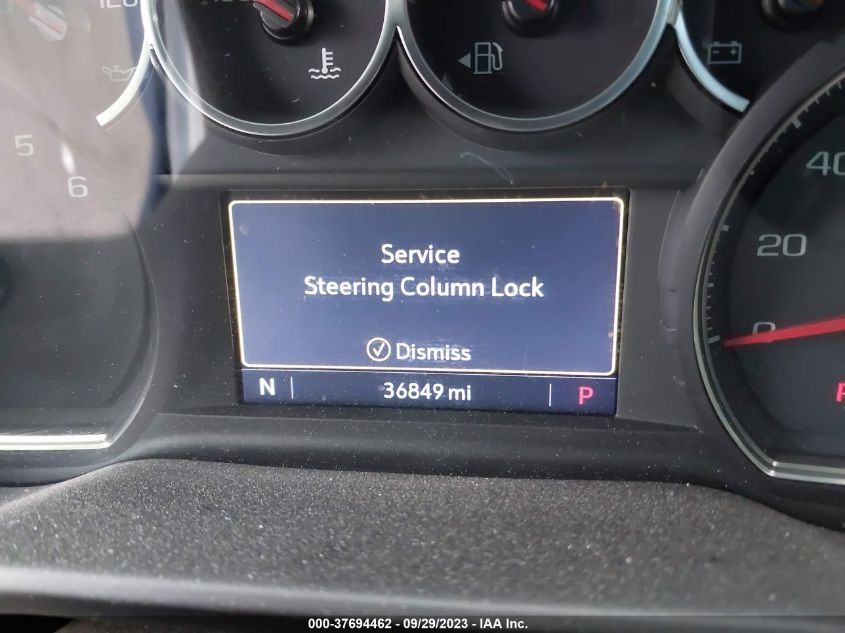 120
5
6
40
20
0
Service
Steering Column Lock
Dismiss
N
36849 mi
P
P
000-37694462 - 09/29/2023 - IAA Inc.